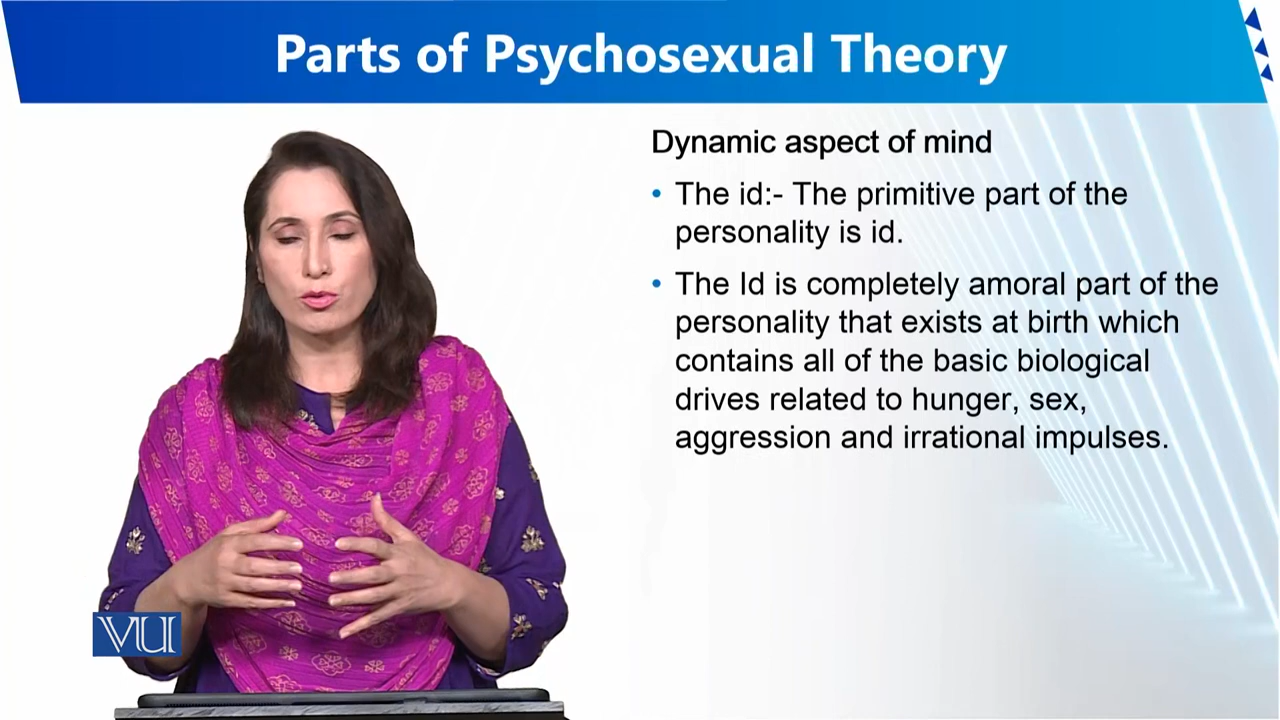 Parts of Psychosexual Theory
Dynamic aspect of mind
• The id:- The primitive part of the
personality is id.
• The Id is completely amoral part of the
personality that exists at birth which
contains all of the basic biological
drives related to hunger, sex,
aggression and irrational impulses.
VU